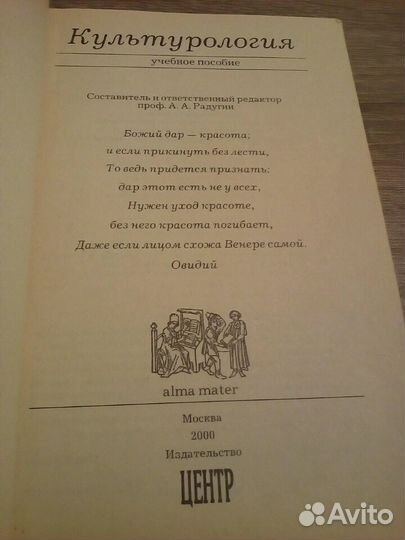 Культурология
учебное пособие
Составитель и ответственный редактор
проф. А. А. Радугин
Божий дар — красота;
и если прикинуть без лести,
То ведь придется признать:
дар этот есть не у всех,
Нужен уход красоте,
без него красота погибает,
Даже если лицом схожа Венере самой.
Овидий
alma mater
Москва
2000
Издательство
ЦЕНТР
Avito